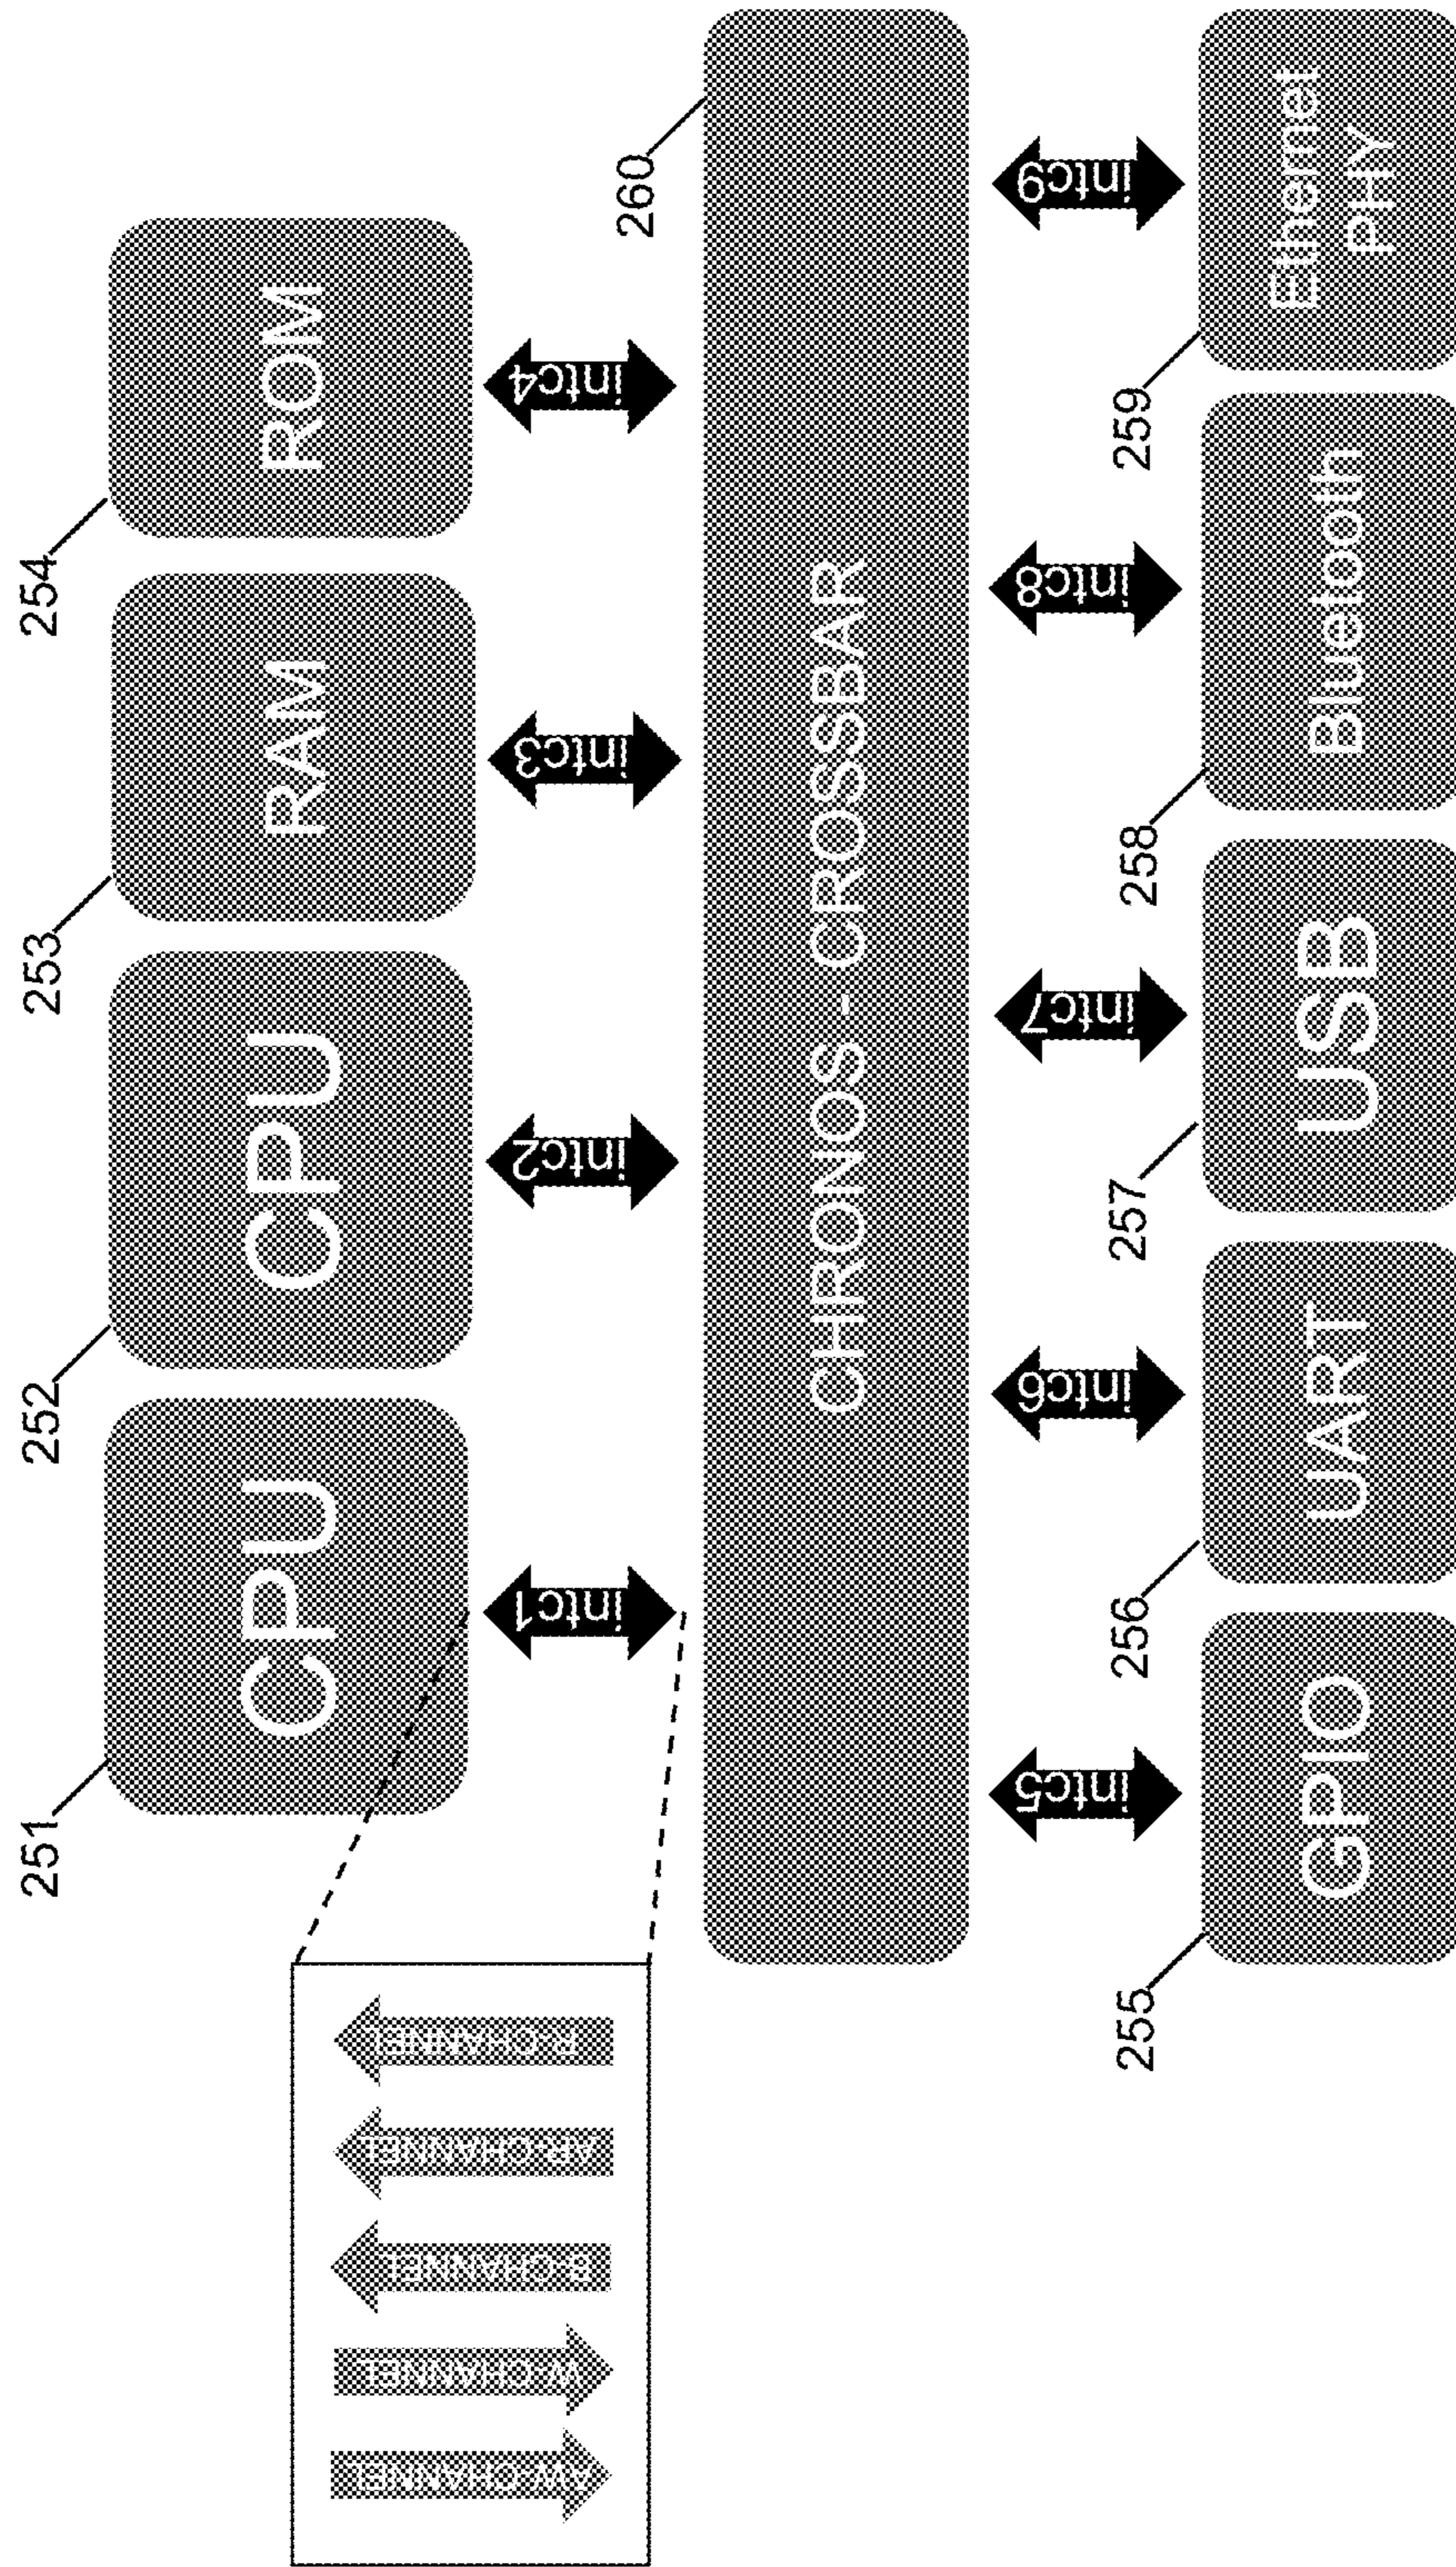 251
CPU
252
CPU
253
RAM
254
ROM
intc1
intc2
intc3
intc4
AW-CHANNEL
W-CHANNEL
B-CHANNEL
AR-CHANNEL
R-CHANNEL
260
CHRONOS - CROSSBAR
intc5
intc6
intc7
intc8
intc9
255
GPIO
256
UART
257
USB
258
Bluetooth
259
Ethernet
PHY